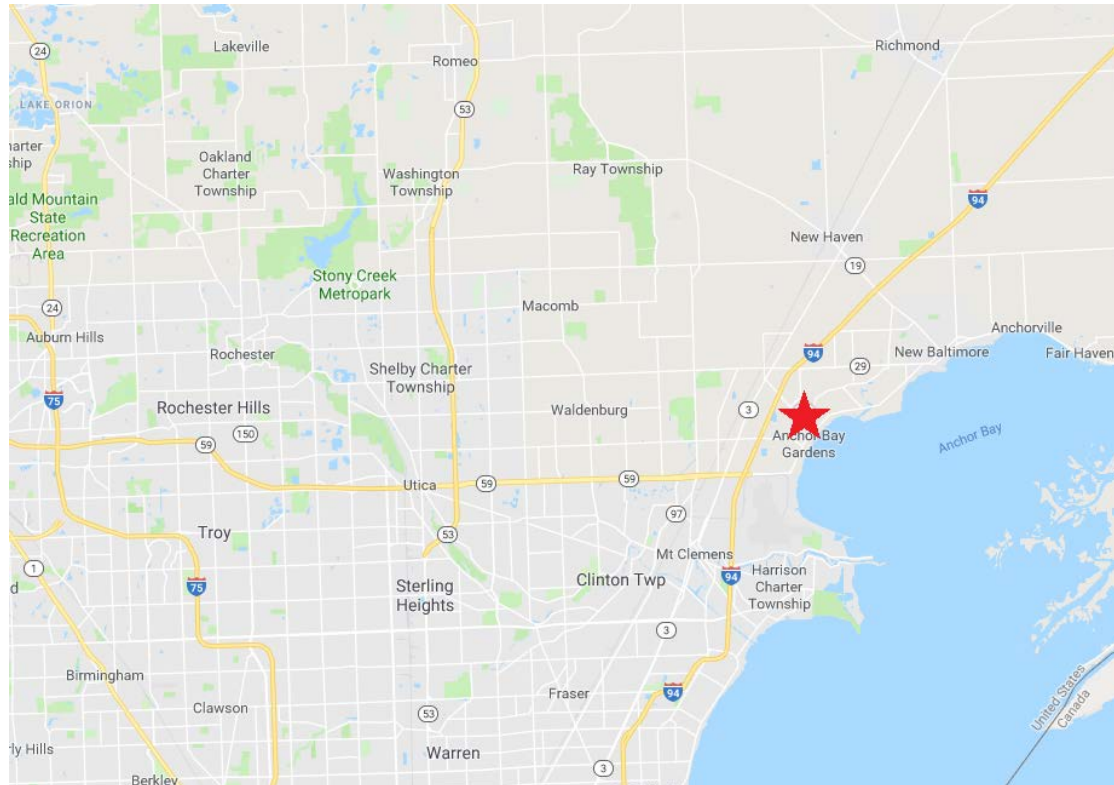 Lakeville
Richmond
24
Romeo
LAKE ORION
53
Oakland
Charter
Township
Washington
Township
Ray Township
ald Mountain
State
Recreation
Area
94
New Haven
19
Stony Creek
Metropark
24
Macomb
Auburn Hills
Rochester
Anchorville
94
New Baltimore
Fair Haven
29
Shelby Charter
Township
75
Rochester Hills
Waldenburg
3
150
59
Anchor Bay
Gardens
Anchor Bay
Utica
59
59
97
Troy
53
Mt Clemens
1
75
Sterling
Heights
Clinton Twp
94
Harrison
Charter
Township
3
Birmingham
Fraser
94
United States
Canada
Clawson
53
rly Hills
Warren
3
Berkley